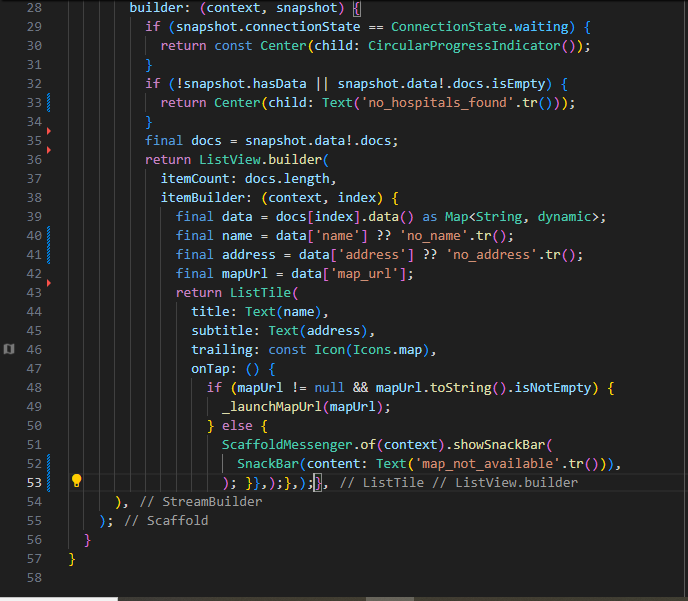 28 builder: (context, snapshot) {
29 if (snapshot.connectionState == ConnectionState.waiting) {
30 return const Center(child: CircularProgressIndicator());
31 }
32 if (!snapshot.hasData || snapshot.data!.docs.isEmpty) {
33 return Center(child: Text('no_hospitals_found'.tr()));
34 }
35 final docs = snapshot.data!.docs;
36 return ListView.builder(
37 itemCount: docs.length,
38 itemBuilder: (context, index) {
39 final data = docs[index].data() as Map<String, dynamic>;
40 final name = data['name'] ?? 'no_name'.tr();
41 final address = data['address'] ?? 'no_address'.tr();
42 final mapUrl = data['map_url'];
43 return ListTile(
44 title: Text(name),
45 subtitle: Text(address),
46 trailing: const Icon(Icons.map),
47 onTap: () {
48 if (mapUrl != null && mapUrl.toString().isNotEmpty) {
49 _launchMapUrl(mapUrl);
50 } else {
51 ScaffoldMessenger.of(context).showSnackBar(
52 SnackBar(content: Text('map_not_available'.tr())),
53 ); }},);},);}, // ListTile // ListView.builder
54 ), // StreamBuilder
55 ); // Scaffold
56 }
57 }
58